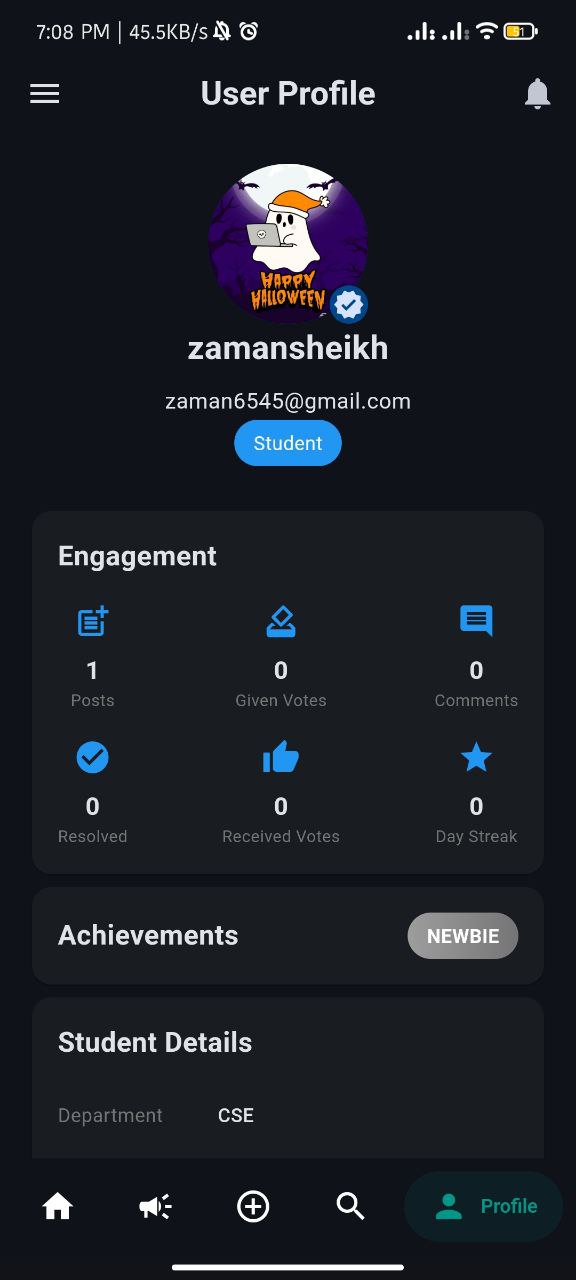 7:08 PM | 45.5KB/s
51
User Profile
HAPPY
HALLOWEEN
zamansheikh
zaman6545@gmail.com
Student
Engagement
1 0 0
Posts Given Votes Comments
0 0 0
Resolved Received Votes Day Streak
Achievements NEWBIE
Student Details
Department CSE
Profile